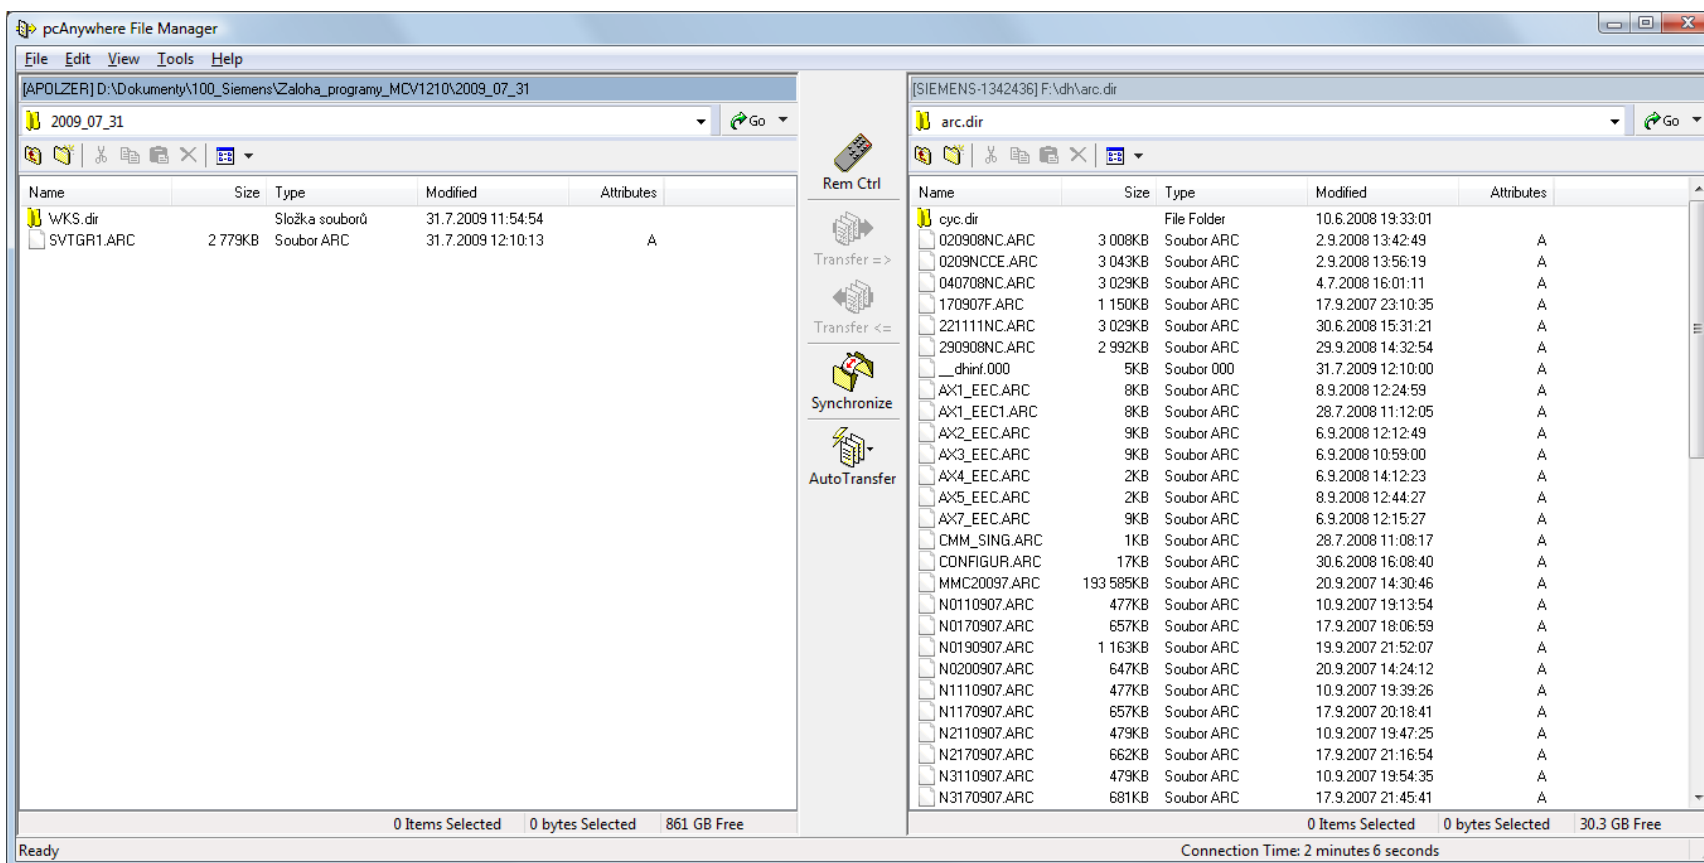 pcAnywhere File Manager
File Edit View Tools Help
[APOLZER] D:\Dokumenty\100_Siemens\Zaloha_programy_MCV1210\2009_07_31
2009_07_31 Go
Name Size Type Modified Attributes
WKS.dir Složka souborů 31.7.2009 11:54:54
SVTGR1.ARC 2 779KB Soubor ARC 31.7.2009 12:10:13 A
0 Items Selected 0 bytes Selected 861 GB Free
Rem Ctrl
Transfer =>
Transfer <=
Synchronize
AutoTransfer
[SIEMENS-1342436] F:\dh\arc.dir
arc.dir Go
Name Size Type Modified Attributes
cyc.dir File Folder 10.6.2008 19:33:01
020908NC.ARC 3 008KB Soubor ARC 2.9.2008 13:42:49 A
0209NCCE.ARC 3 043KB Soubor ARC 2.9.2008 13:56:19 A
040708NC.ARC 3 029KB Soubor ARC 4.7.2008 16:01:11 A
170907F.ARC 1 150KB Soubor ARC 17.9.2007 23:10:35 A
221111NC.ARC 3 029KB Soubor ARC 30.6.2008 15:31:21 A
290908NC.ARC 2 992KB Soubor ARC 29.9.2008 14:32:54 A
__dhinf.000 5KB Soubor 000 31.7.2009 12:10:00 A
AX1_EEC.ARC 8KB Soubor ARC 8.9.2008 12:24:59 A
AX1_EEC1.ARC 8KB Soubor ARC 28.7.2008 11:12:05 A
AX2_EEC.ARC 9KB Soubor ARC 6.9.2008 12:12:49 A
AX3_EEC.ARC 9KB Soubor ARC 6.9.2008 10:59:00 A
AX4_EEC.ARC 2KB Soubor ARC 6.9.2008 14:12:23 A
AX5_EEC.ARC 2KB Soubor ARC 8.9.2008 12:44:27 A
AX7_EEC.ARC 9KB Soubor ARC 6.9.2008 12:15:27 A
CMM_SING.ARC 1KB Soubor ARC 28.7.2008 11:08:17 A
CONFIGUR.ARC 17KB Soubor ARC 30.6.2008 16:08:40 A
MMC20097.ARC 193 585KB Soubor ARC 20.9.2007 14:30:46 A
N0110907.ARC 477KB Soubor ARC 10.9.2007 19:13:54 A
N0170907.ARC 657KB Soubor ARC 17.9.2007 18:06:59 A
N0190907.ARC 1 163KB Soubor ARC 19.9.2007 21:52:07 A
N0200907.ARC 647KB Soubor ARC 20.9.2007 14:24:12 A
N1110907.ARC 477KB Soubor ARC 10.9.2007 19:39:26 A
N1170907.ARC 657KB Soubor ARC 17.9.2007 20:18:41 A
N2110907.ARC 479KB Soubor ARC 10.9.2007 19:47:25 A
N2170907.ARC 662KB Soubor ARC 17.9.2007 21:16:54 A
N3110907.ARC 479KB Soubor ARC 10.9.2007 19:54:35 A
N3170907.ARC 681KB Soubor ARC 17.9.2007 21:45:41 A
0 Items Selected 0 bytes Selected 30.3 GB Free
Ready Connection Time: 2 minutes 6 seconds